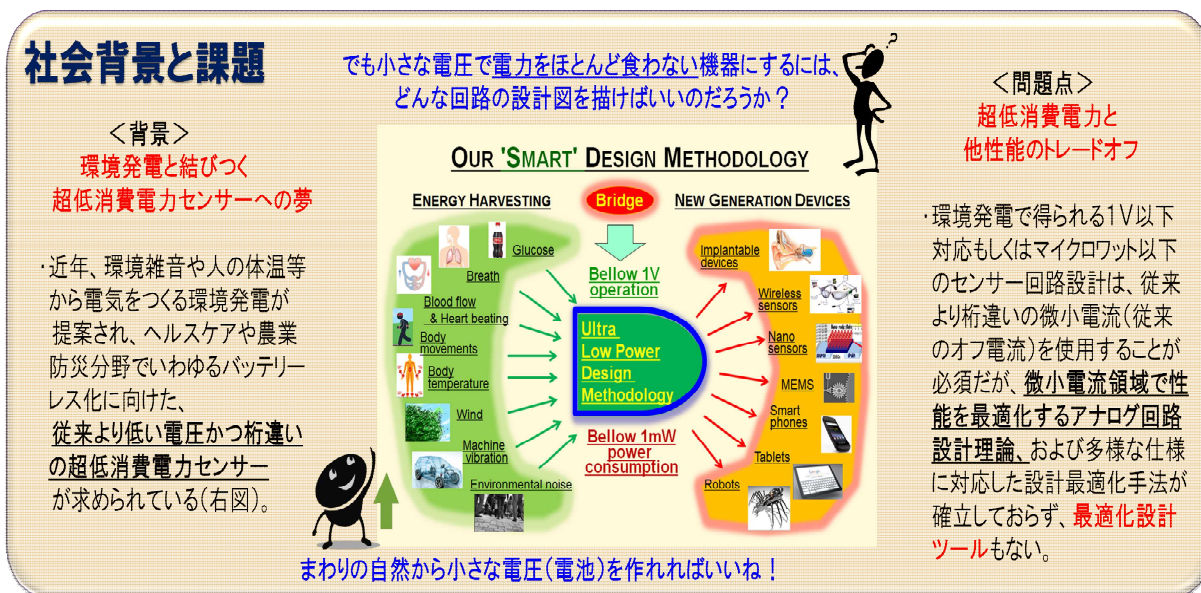 社会背景と課題
でも小さな電圧で電力をほとんど食わない機器にするには、
どんな回路の設計図を描けばいいのだろうか？
?
＜背景＞
環境発電と結びつく
超低消費電力センサーへの夢
・近年、環境雑音や人の体温等
から電気をつくる環境発電が
提案され、ヘルスケアや農業
防災分野でいわゆるバッテリー
レス化に向けた、
従来より低い電圧かつ桁違い
の超低消費電力センサー
が求められている(右図)。
OUR 'SMART' DESIGN METHODOLOGY
ENERGY HARVESTING
Bridge
NEW GENERATION DEVICES
Glucose
Breath
Blood flow
& Heart beating
Body
movements
Body
temperature
Wind
Machine
vibration
Environmental noise
Bellow 1V
operation
Ultra
Low Power
Design
Methodology
Bellow 1mW
power
consumption
Implantable
devices
Wireless
sensors
Nano
sensors
MEMS
Smart
phones
Tablets
Robots
まわりの自然から小さな電圧(電池)を作れればいいね！
＜問題点＞
超低消費電力と
他性能のトレードオフ
・環境発電で得られる1V以下
対応もしくはマイクロワット以下
のセンサー回路設計は、従来
より桁違いの微小電流(従来
のオフ電流)を使用することが
必須だが、微小電流領域で性
能を最適化するアナログ回路
設計理論、および多様な仕様
に対応した設計最適化手法が
確立しておらず、最適化設計
ツールもない。